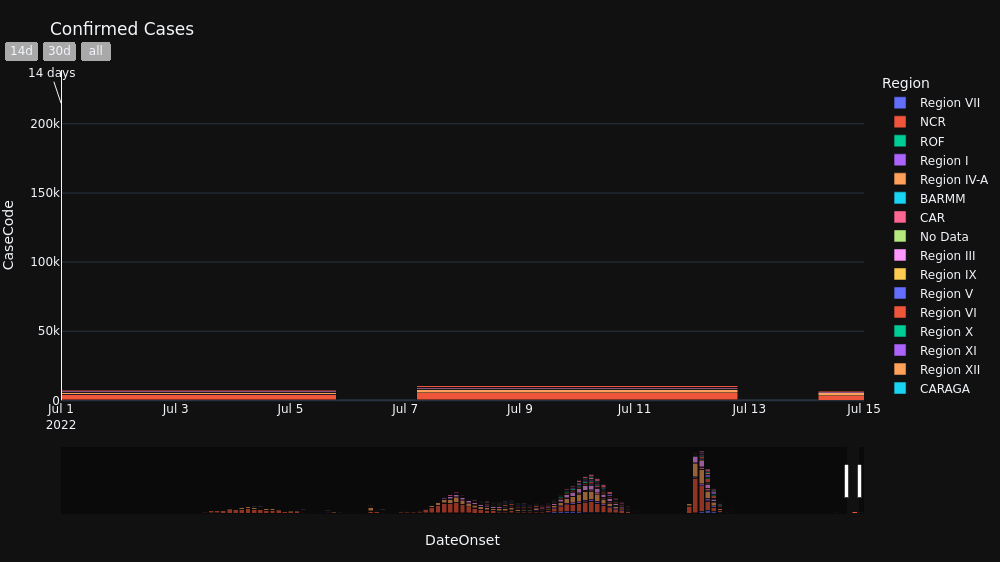 Confirmed Cases
14d 30d all
14 days
Region
Region VII
NCR
ROF
Region I
Region IV-A
BARMM
CAR
No Data
Region III
Region IX
Region V
Region VI
Region X
Region XI
Region XII
CARAGA
CaseCode
200k
150k
100k
50k
0
Jul 1 Jul 3 Jul 5 Jul 7 Jul 9 Jul 11 Jul 13 Jul 15
2022
DateOnset